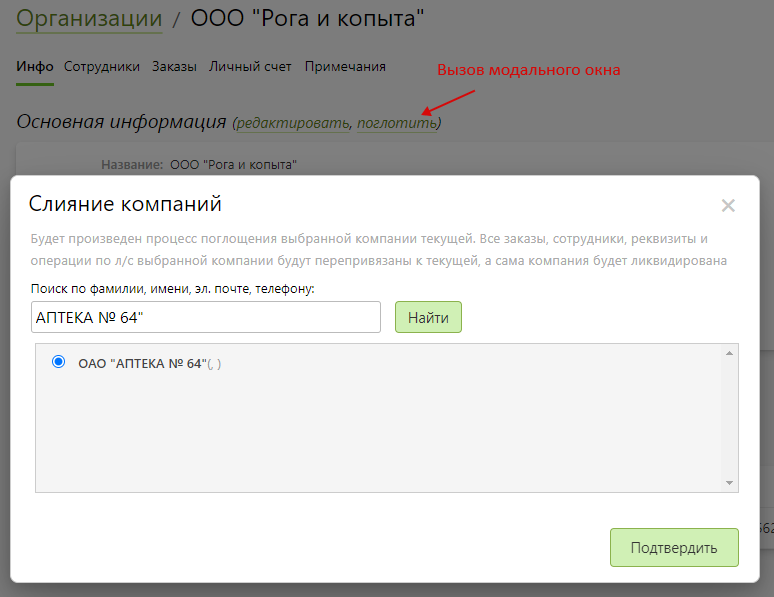 Организации / ООО "Рога и копыта"
Инфо Сотрудники Заказы Личный счет Примечания
Вызов модального окна
Основная информация (редактировать, поглотить)
Название: ООО "Рога и копыта"
Слияние компаний
Будет произведен процесс поглощения выбранной компании текущей. Все заказы, сотрудники, реквизиты и
операции по л/с выбранной компании будут перепривязаны к текущей, а сама компания будет ликвидирована
Поиск по фамилии, имени, эл. почте, телефону:
АПТЕКА № 64" Найти
ОАО "АПТЕКА № 64"(, )
Подтвердить